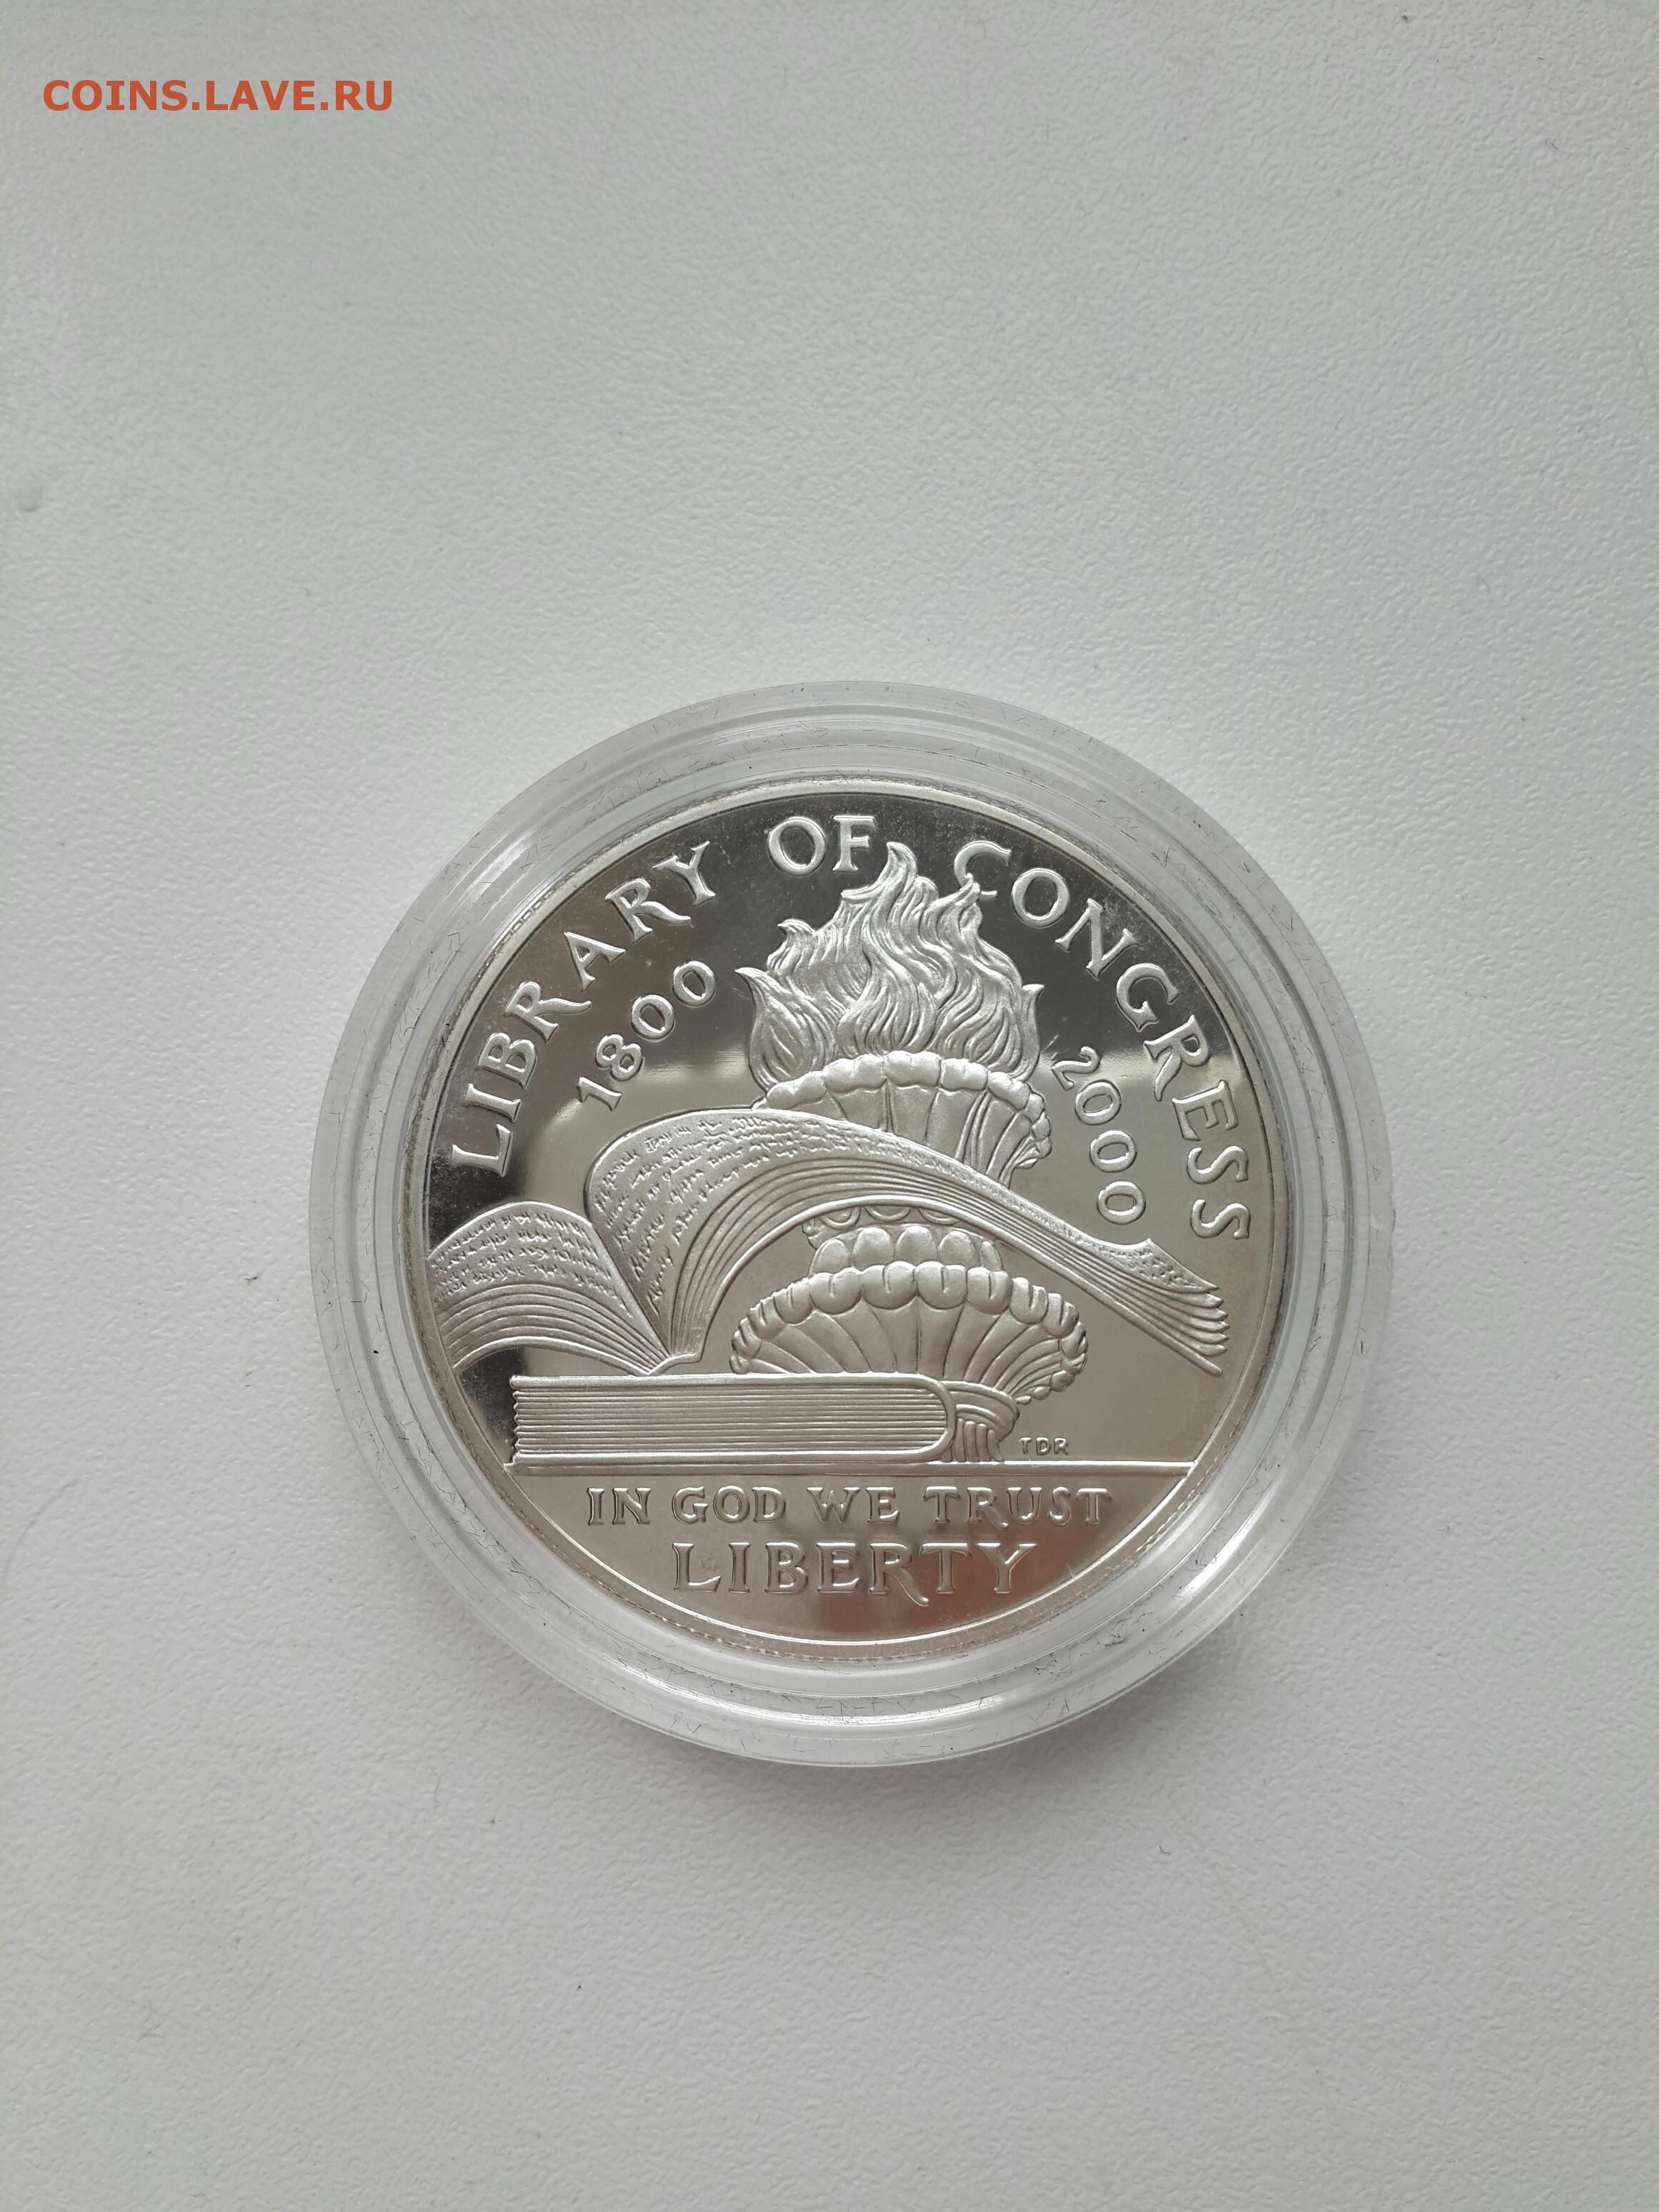 COINS.LAVE.RU
LIBRARY OF CONGRESS
1800
2000
TDR
IN GOD WE TRUST
LIBERTY